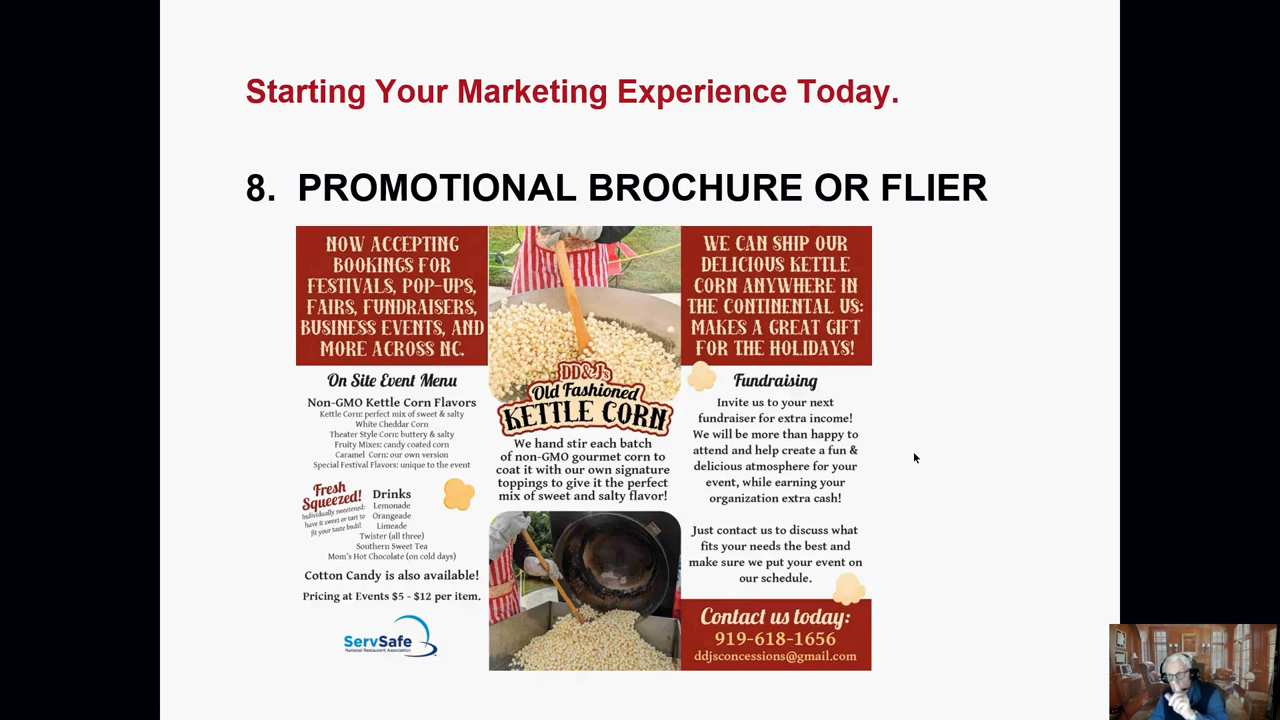 Starting Your Marketing Experience Today.
8. PROMOTIONAL BROCHURE OR FLIER
NOW ACCEPTING
BOOKINGS FOR
FESTIVALS, POP-UPS,
FAIRS, FUNDRAISERS,
BUSINESS EVENTS, AND
MORE ACROSS NC.
On Site Event Menu
Non-GMO Kettle Corn Flavors
Kettle Corn: perfect mix of sweet & salty
White Cheddar Corn
Theater Style Corn: buttery & salty
Fruity Mixes: candy coated corn
Caramel Corn: our own version
Special Festival Flavors: unique to the event
Fresh
Squeezed!
Individually sweetened:
have it sweet or tart to
fit your taste buds!
Drinks
Lemonade
Orangeade
Limeade
Twister (all three)
Southern Sweet Tea
Mom's Hot Chocolate (on cold days)
Cotton Candy is also available!
Pricing at Events $5 - $12 per item.
ServSafe
National Restaurant Association
DD&J's
Old Fashioned
KETTLE CORN
We hand stir each batch
of non-GMO gourmet corn to
coat it with our own signature
toppings to give it the perfect
mix of sweet and salty flavor!
WE CAN SHIP OUR
DELICIOUS KETTLE
CORN ANYWHERE IN
THE CONTINENTAL US:
MAKES A GREAT GIFT
FOR THE HOLIDAYS!
Fundraising
Invite us to your next
fundraiser for extra income!
We will be more than happy to
attend and help create a fun &
delicious atmosphere for your
event, while earning your
organization extra cash!
Just contact us to discuss what
fits your needs the best and
make sure we put your event on
our schedule.
Contact us today:
919-618-1656
ddjsconcessions@gmail.com